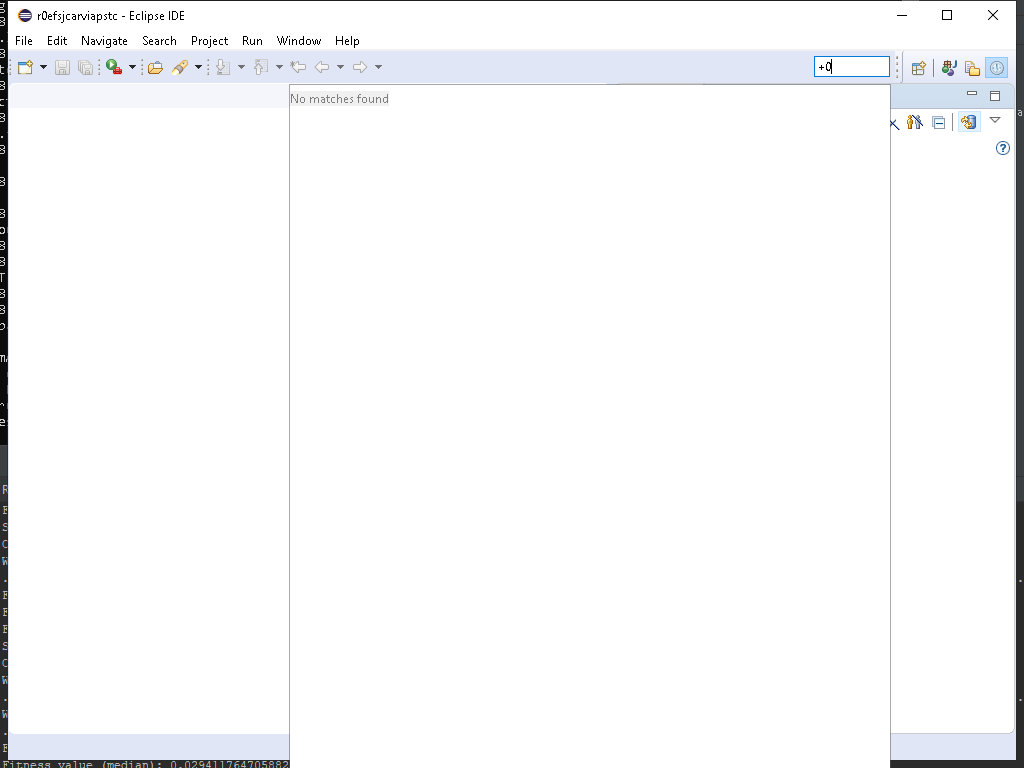 r0efsjcarviapstc - Eclipse IDE
File Edit Navigate Search Project Run Window Help
+0
No matches found
Fitness value (median): 0.029411764705882